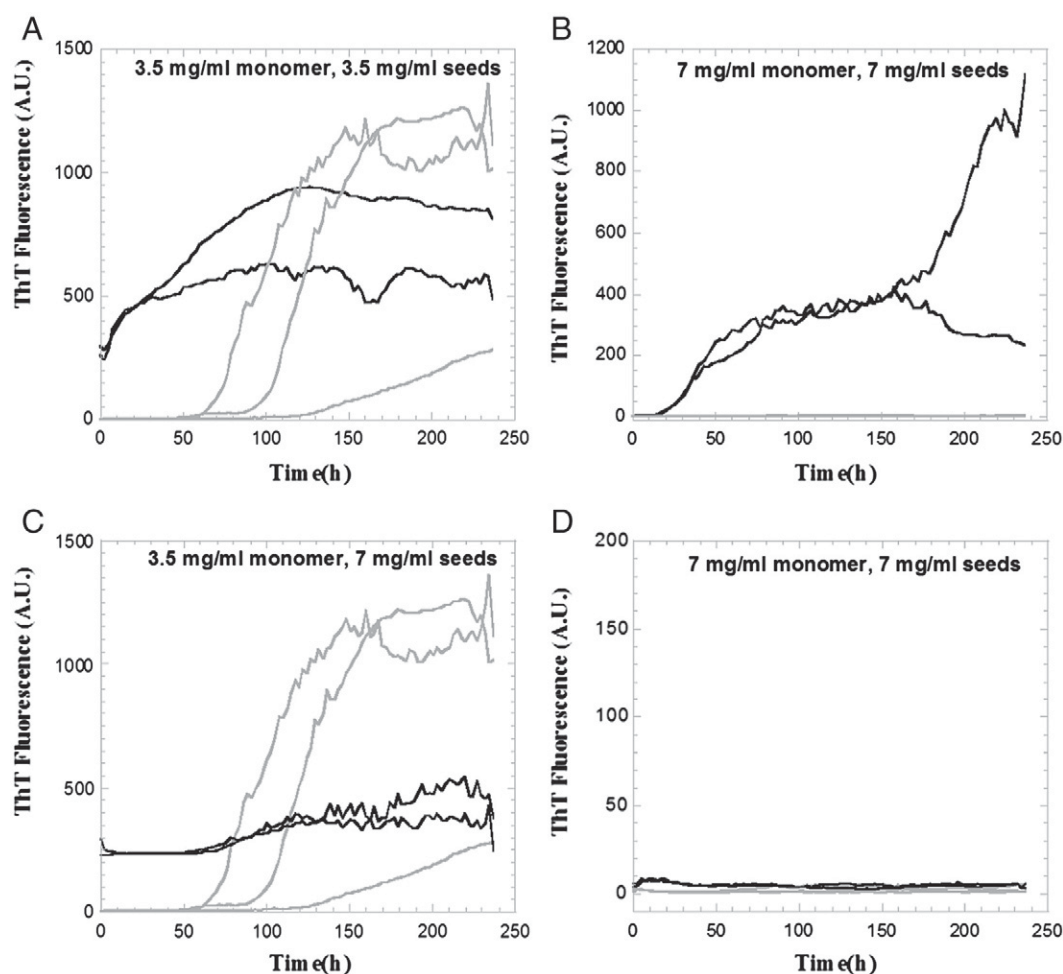 A
B
1500
3.5 mg/ml monomer, 3.5 mg/ml seeds
1000
500
0
ThT Fluorescence (A.U.)
0 50 100 150 200 250
Time(h)
1200
7 mg/ml monomer, 7 mg/ml seeds
1000
800
600
400
200
0
ThT Fluorescence (A.U.)
0 50 100 150 200 250
Time(h)
C
D
1500
3.5 mg/ml monomer, 7 mg/ml seeds
1000
500
0
ThT Fluorescence (A.U.)
0 50 100 150 200 250
Time(h)
200
7 mg/ml monomer, 7 mg/ml seeds
150
100
50
0
ThT Fluorescence (A.U.)
0 50 100 150 200 250
Time(h)